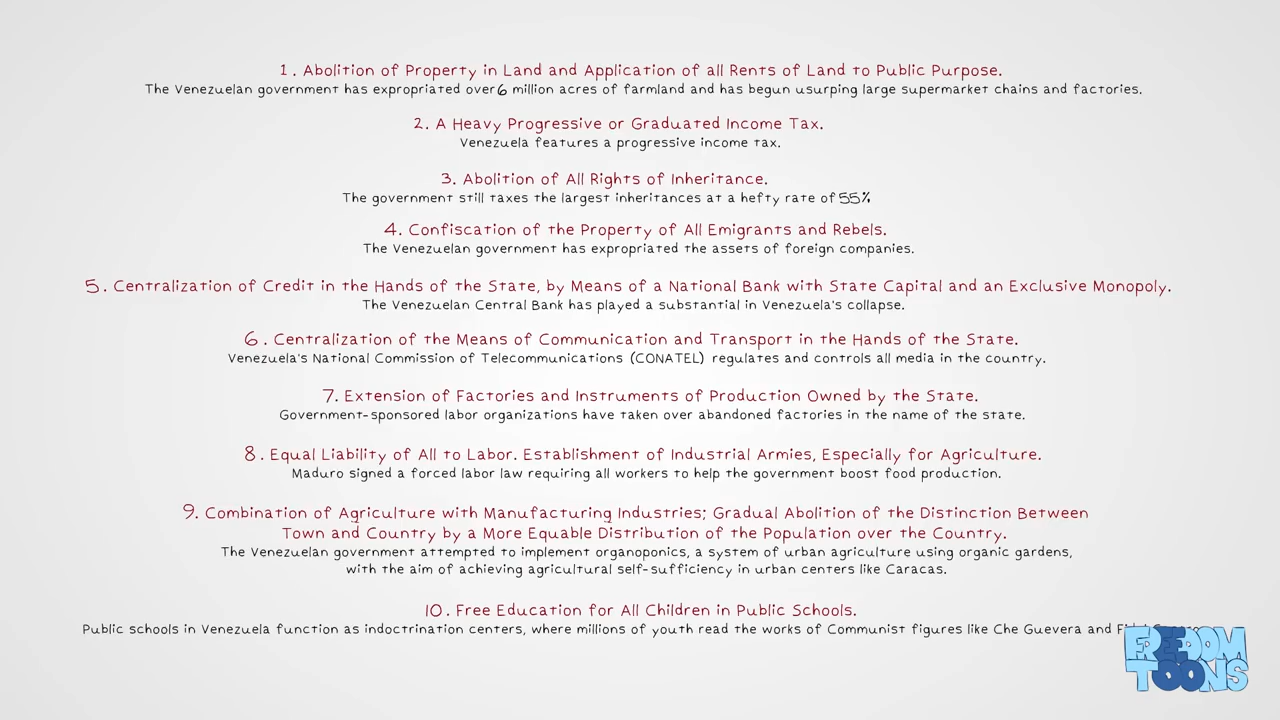 1. Abolition of Property in Land and Application of all Rents of Land to Public Purpose.
The Venezuelan government has expropriated over 6 million acres of farmland and has begun usurping large supermarket chains and factories.
2. A Heavy Progressive or Graduated Income Tax.
Venezuela features a progressive income tax.
3. Abolition of All Rights of Inheritance.
The government still taxes the largest inheritances at a hefty rate of 55%
4. Confiscation of the Property of All Emigrants and Rebels.
The Venezuelan government has expropriated the assets of foreign companies.
5. Centralization of Credit in the Hands of the State, by Means of a National Bank with State Capital and an Exclusive Monopoly.
The Venezuelan Central Bank has played a substantial in Venezuela's collapse.
6. Centralization of the Means of Communication and Transport in the Hands of the State.
Venezuela's National Commission of Telecommunications (CONATEL) regulates and controls all media in the country.
7. Extension of Factories and Instruments of Production Owned by the State.
Government-sponsored labor organizations have taken over abandoned factories in the name of the state.
8. Equal Liability of All to Labor. Establishment of Industrial Armies, Especially for Agriculture.
Maduro signed a forced labor law requiring all workers to help the government boost food production.
9. Combination of Agriculture with Manufacturing Industries; Gradual Abolition of the Distinction Between
Town and Country by a More Equable Distribution of the Population over the Country.
The Venezuelan government attempted to implement organoponics, a system of urban agriculture using organic gardens,
with the aim of achieving agricultural self-sufficiency in urban centers like Caracas.
10. Free Education for All Children in Public Schools.
Public schools in Venezuela function as indoctrination centers, where millions of youth read the works of Communist figures like Che Guevera and
FREEDOM
TOONS